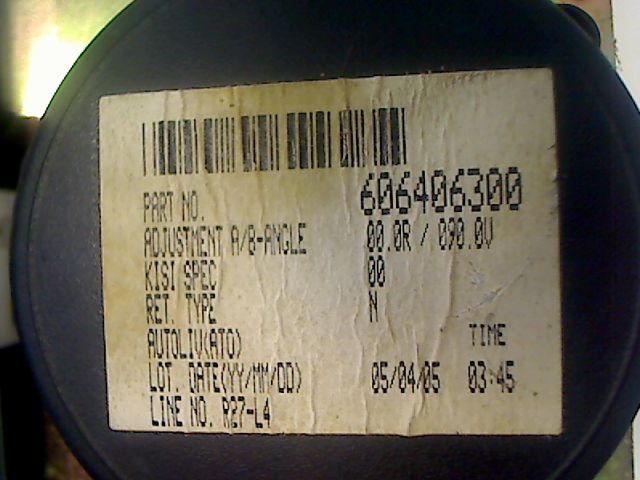 PART NO. 606406300
ADJUSTMENT A/B-ANGLE 00.0R / 090.0V
KISI SPEC 00
RET. TYPE N
AUTOLIV(ATO) TIME
LOT. DATE(YY/MM/DD) 05/04/05 03:45
LINE NO. R27-L4